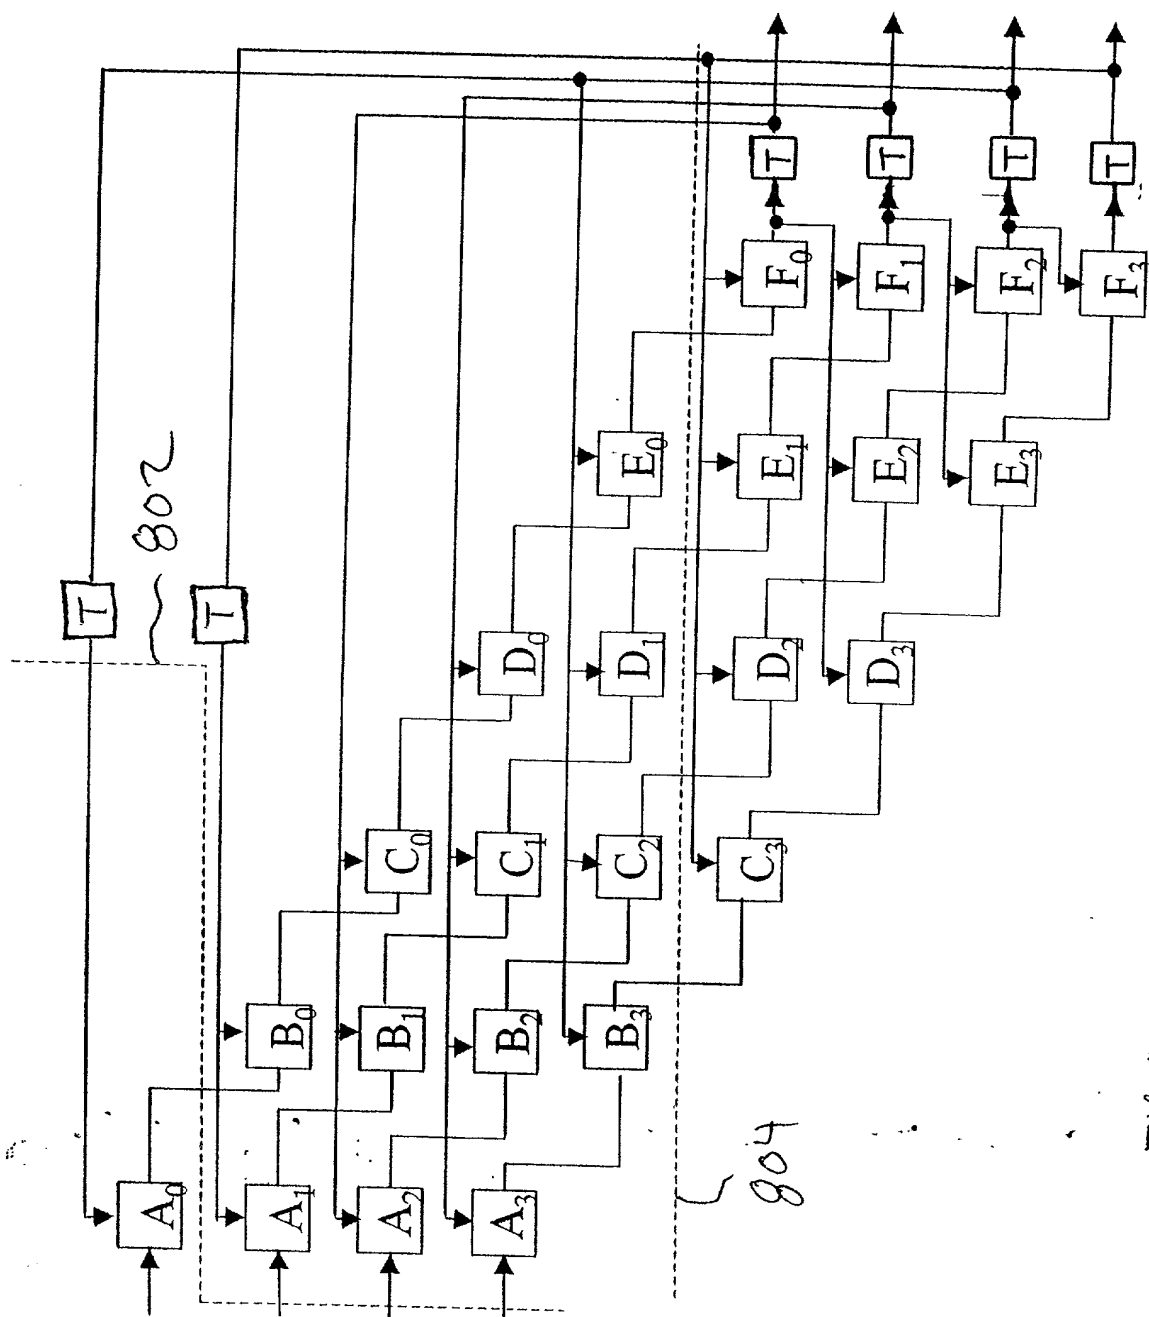 T
T
T
T
T
T
802
F₀
F₁
F₂
F₃
E₀
E₁
E₂
E₃
D₀
D₁
D₂
D₃
C₀
C₁
C₂
C₃
B₀
B₁
B₂
B₃
A₀
A₁
A₂
A₃
804